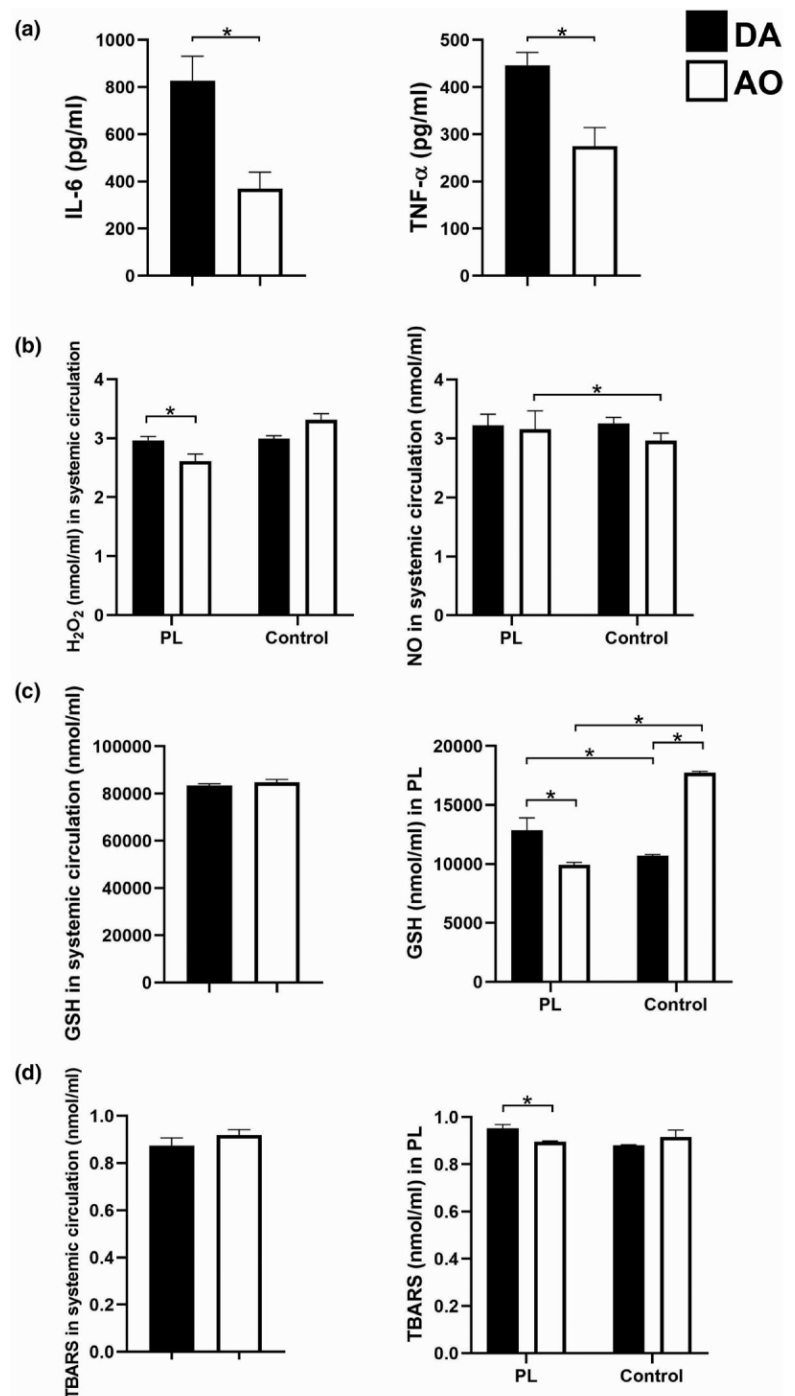 (a)
IL-6 (pg/ml)
1000
800
600
400
200
0
*
TNF-α (pg/ml)
500
400
300
200
100
0
*
DA
AO
(b)
H₂O₂ (nmol/ml) in systemic circulation
4
3
2
1
0
*
PL
Control
NO in systemic circulation (nmol/ml)
4
3
2
1
0
*
PL
Control
(c)
GSH in systemic circulation (nmol/ml)
100000
80000
60000
40000
20000
0
GSH (nmol/ml) in PL
20000
15000
10000
5000
0
*
*
*
*
PL
Control
(d)
TBARS in systemic circulation (nmol/ml)
1.0
0.8
0.6
0.4
0.2
0.0
TBARS (nmol/ml) in PL
1.0
0.8
0.6
0.4
0.2
0.0
*
PL
Control